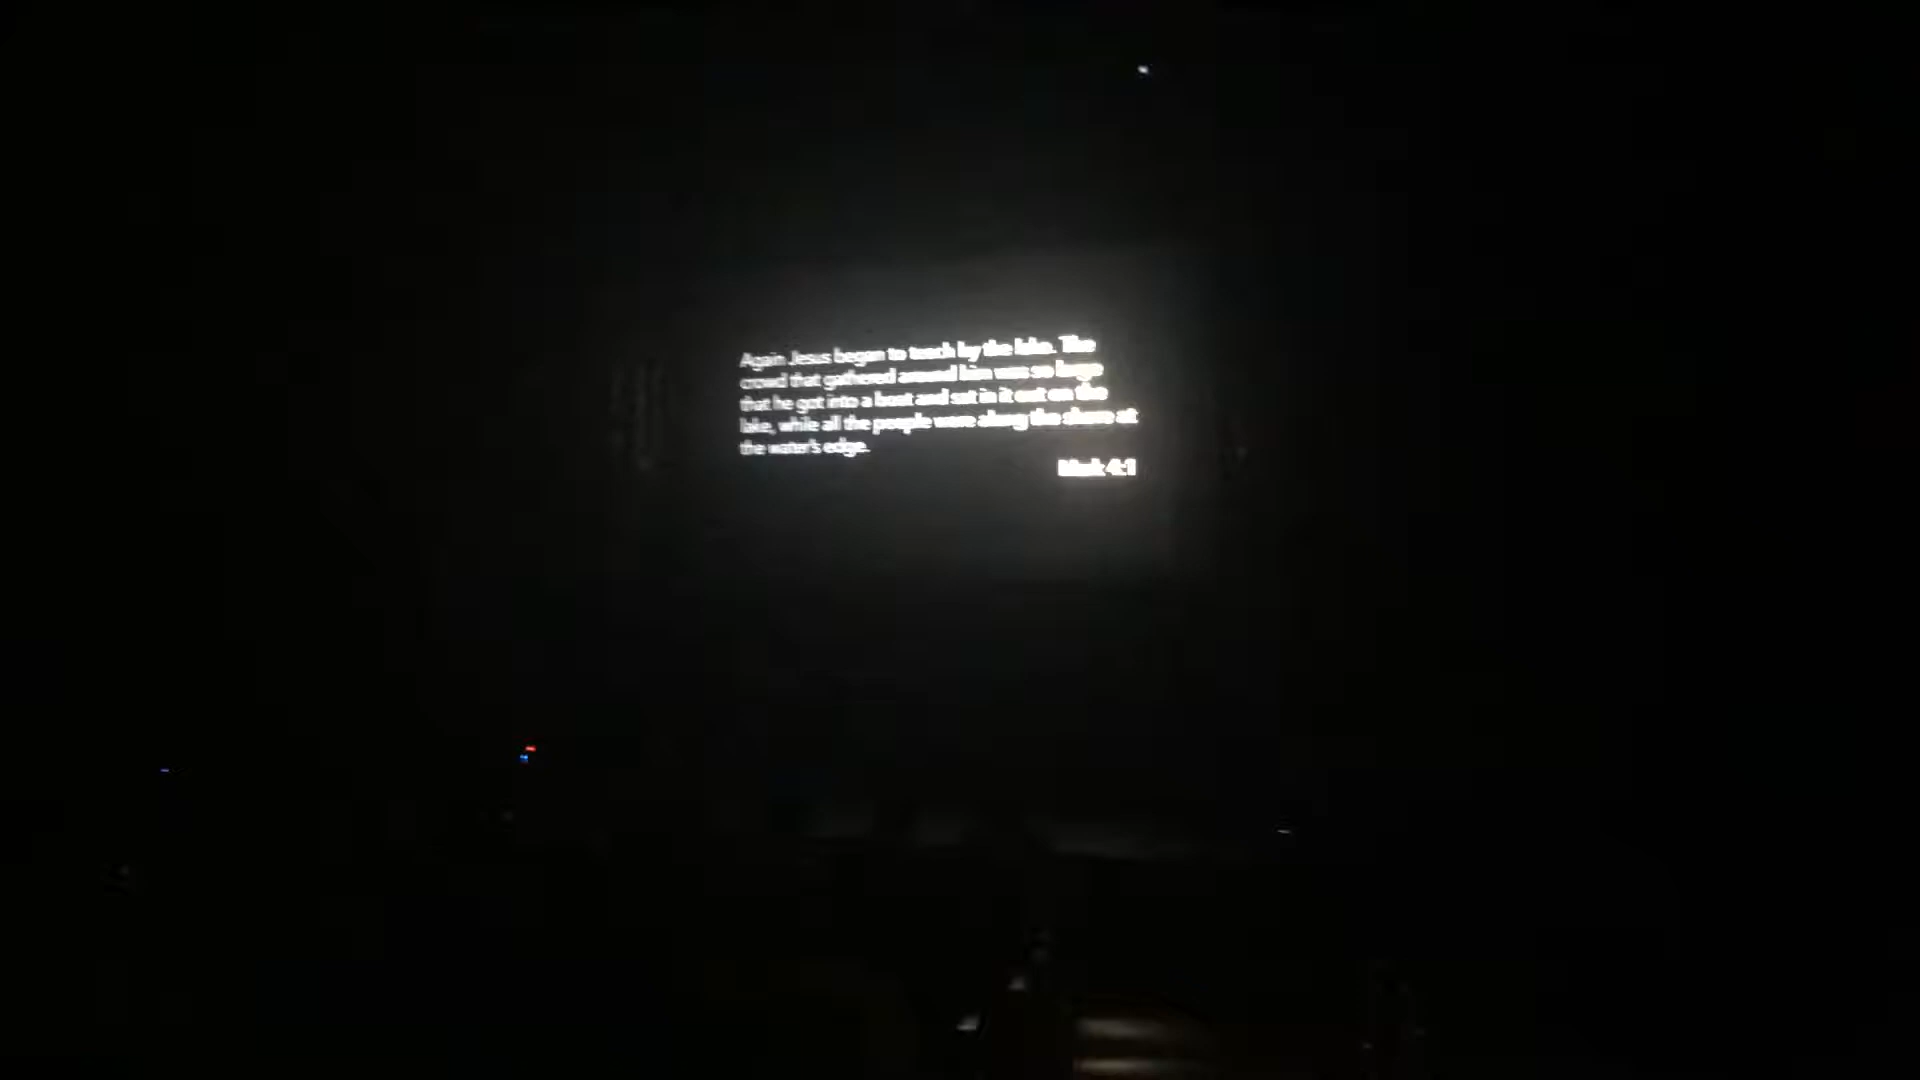 Again Jesus began to teach by the lake. The
crowd that gathered around him was so large
that he got into a boat and sat in it out on the
lake, while all the people were along the shore at
the water's edge.
Mark 4:1